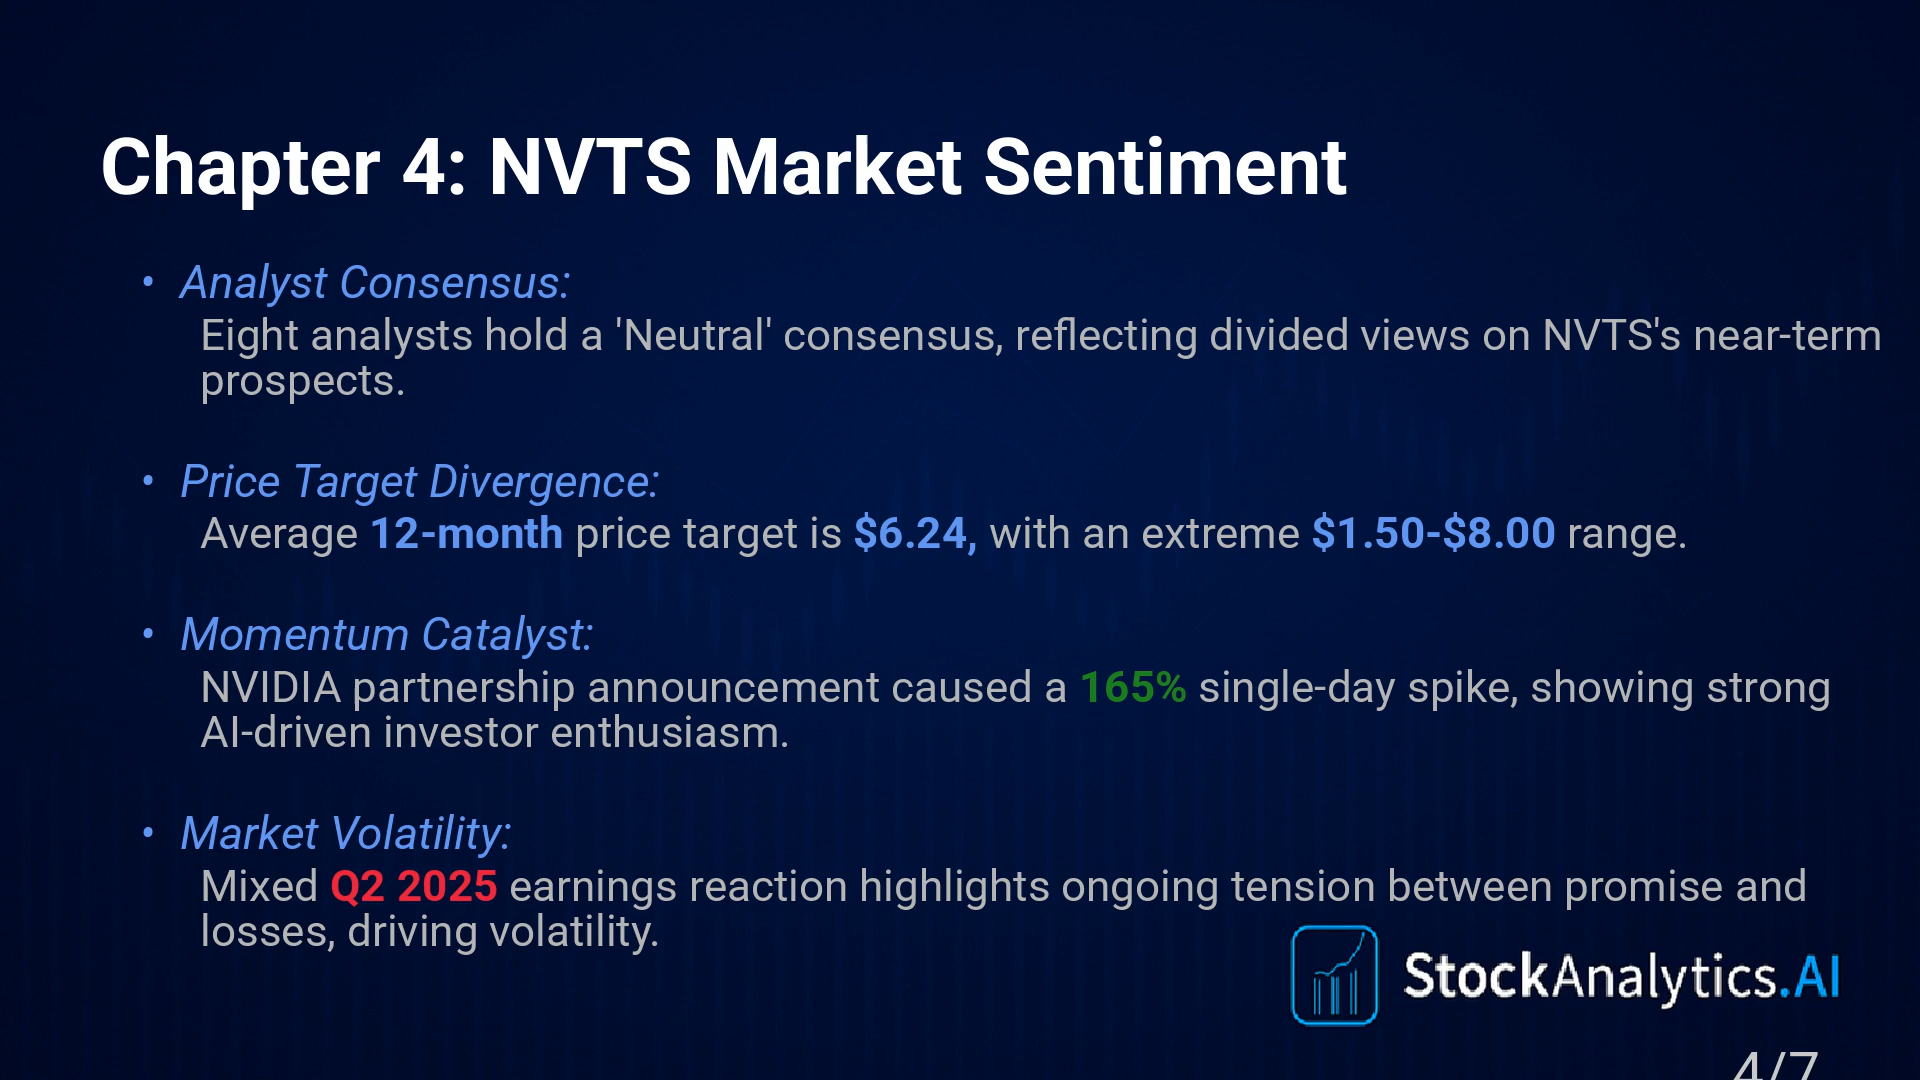 Chapter 4: NVTS Market Sentiment
• Analyst Consensus:
Eight analysts hold a 'Neutral' consensus, reflecting divided views on NVTS's near-term
prospects.
• Price Target Divergence:
Average 12-month price target is $6.24, with an extreme $1.50-$8.00 range.
• Momentum Catalyst:
NVIDIA partnership announcement caused a 165% single-day spike, showing strong
AI-driven investor enthusiasm.
• Market Volatility:
Mixed Q2 2025 earnings reaction highlights ongoing tension between promise and
losses, driving volatility.
StockAnalytics.AI
4/7